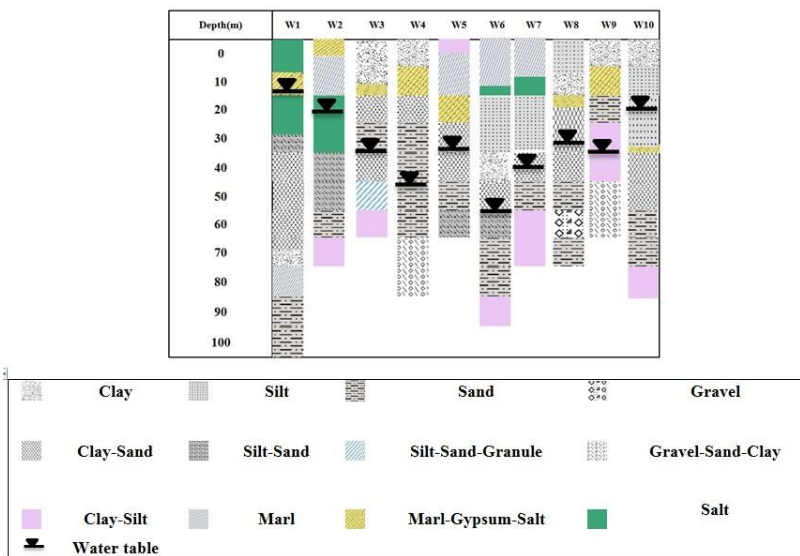 Depth(m) W1 W2 W3 W4 W5 W6 W7 W8 W9 W10
0
10
20
30
40
50
60
70
80
90
100
Clay Silt Sand Gravel
Clay-Sand Silt-Sand Silt-Sand-Granule Gravel-Sand-Clay
Clay-Silt Marl Marl-Gypsum-Salt Salt
Water table